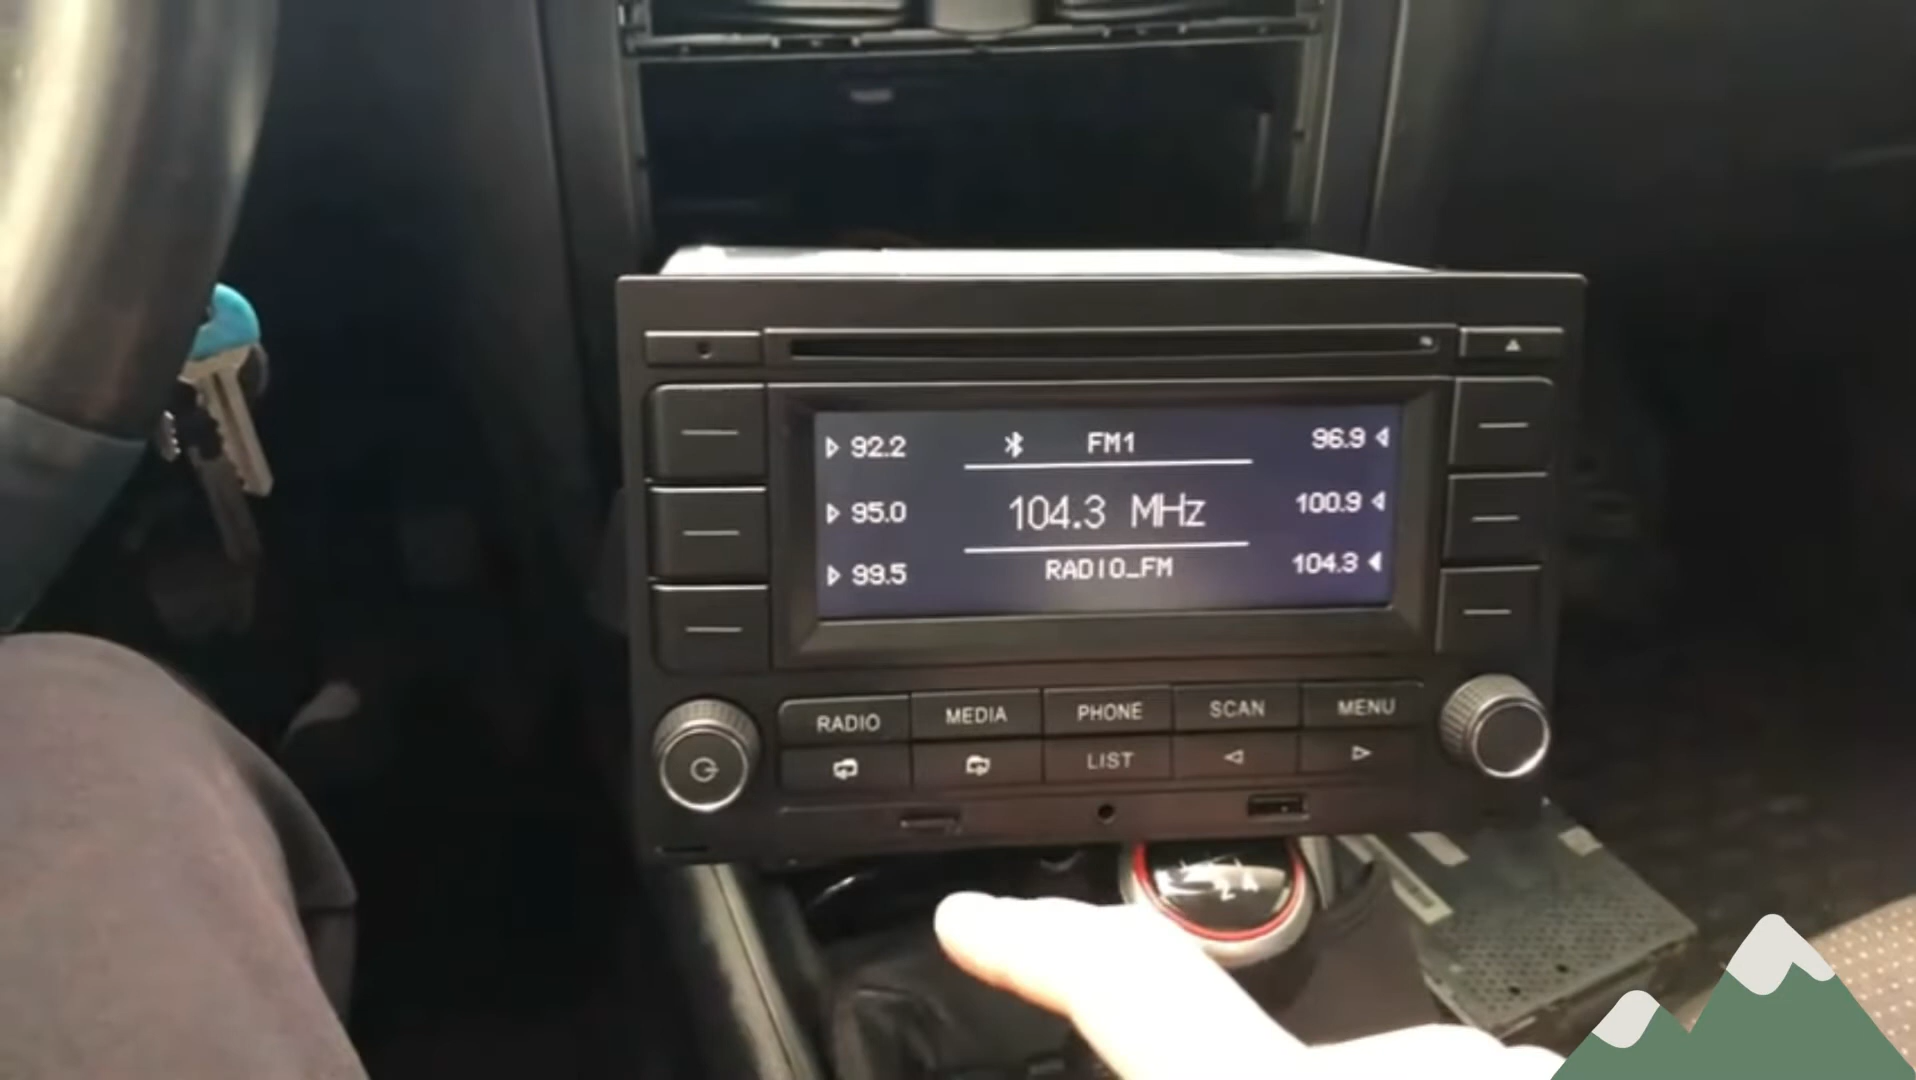 92.2 FM1 96.9
95.0 104.3 MHz 100.9
99.5 RADIO_FM 104.3
RADIO MEDIA PHONE SCAN MENU
LIST